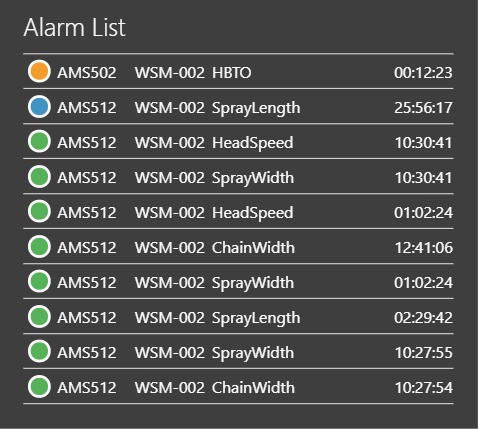 Alarm List
AMS502 WSM-002 HBTO 00:12:23
AMS512 WSM-002 SprayLength 25:56:17
AMS512 WSM-002 HeadSpeed 10:30:41
AMS512 WSM-002 SprayWidth 10:30:41
AMS512 WSM-002 HeadSpeed 01:02:24
AMS512 WSM-002 ChainWidth 12:41:06
AMS512 WSM-002 SprayWidth 01:02:24
AMS512 WSM-002 SprayLength 02:29:42
AMS512 WSM-002 SprayWidth 10:27:55
AMS512 WSM-002 ChainWidth 10:27:54